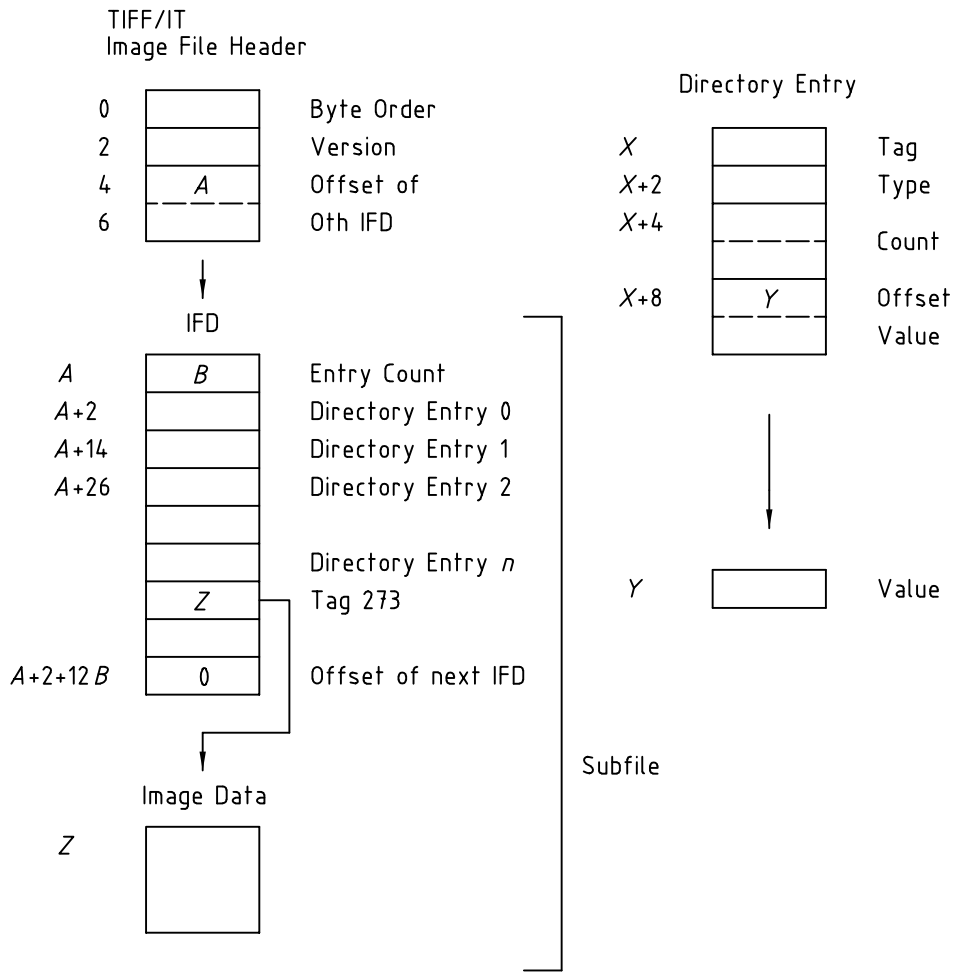 TIFF/IT
Image File Header
0 Byte Order
2 Version
4 A Offset of
6 0th IFD
IFD
A B Entry Count
A+2 Directory Entry 0
A+14 Directory Entry 1
A+26 Directory Entry 2
Directory Entry n
Z Tag 273
A+2+12B 0 Offset of next IFD
Image Data
Z
Subfile
Directory Entry
X Tag
X+2 Type
X+4
Count
X+8 Y Offset
Value
Y Value